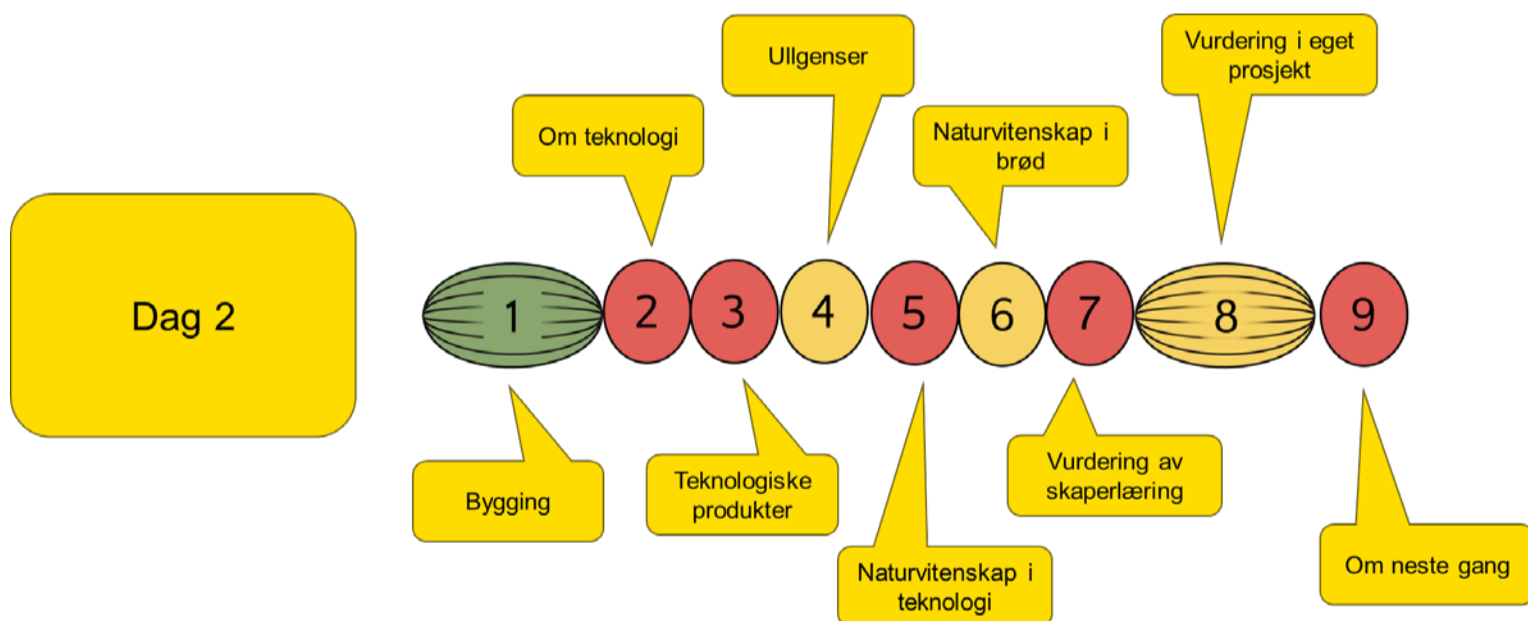 Dag 2
Bygging
Om teknologi
Teknologiske
produkter
Ullgenser
Naturvitenskap i
teknologi
Naturvitenskap i
brød
Vurdering av
skaperlæring
Vurdering i eget
prosjekt
Om neste gang
1
2
3
4
5
6
7
8
9